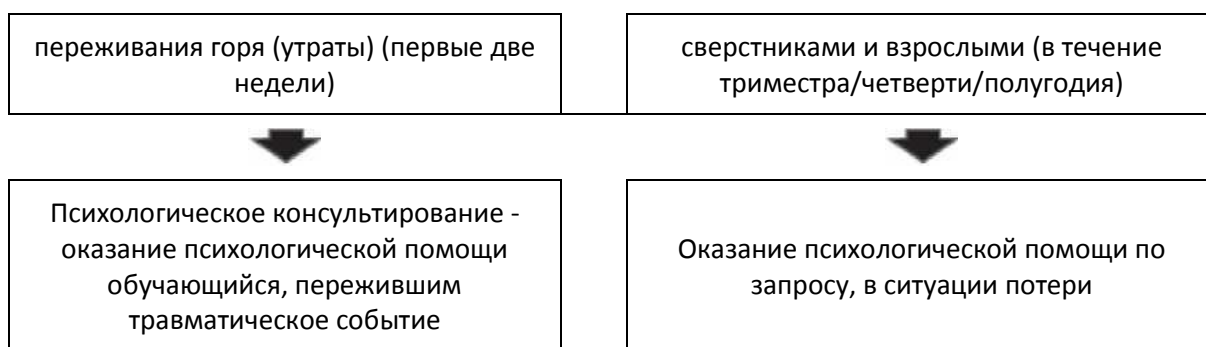 переживания горя (утраты) (первые две
недели)
сверстниками и взрослыми (в течение
триместра/четверти/полугодия)
Психологическое консультирование -
оказание психологической помощи
обучающийся, пережившим
травматическое событие
Оказание психологической помощи по
запросу, в ситуации потери